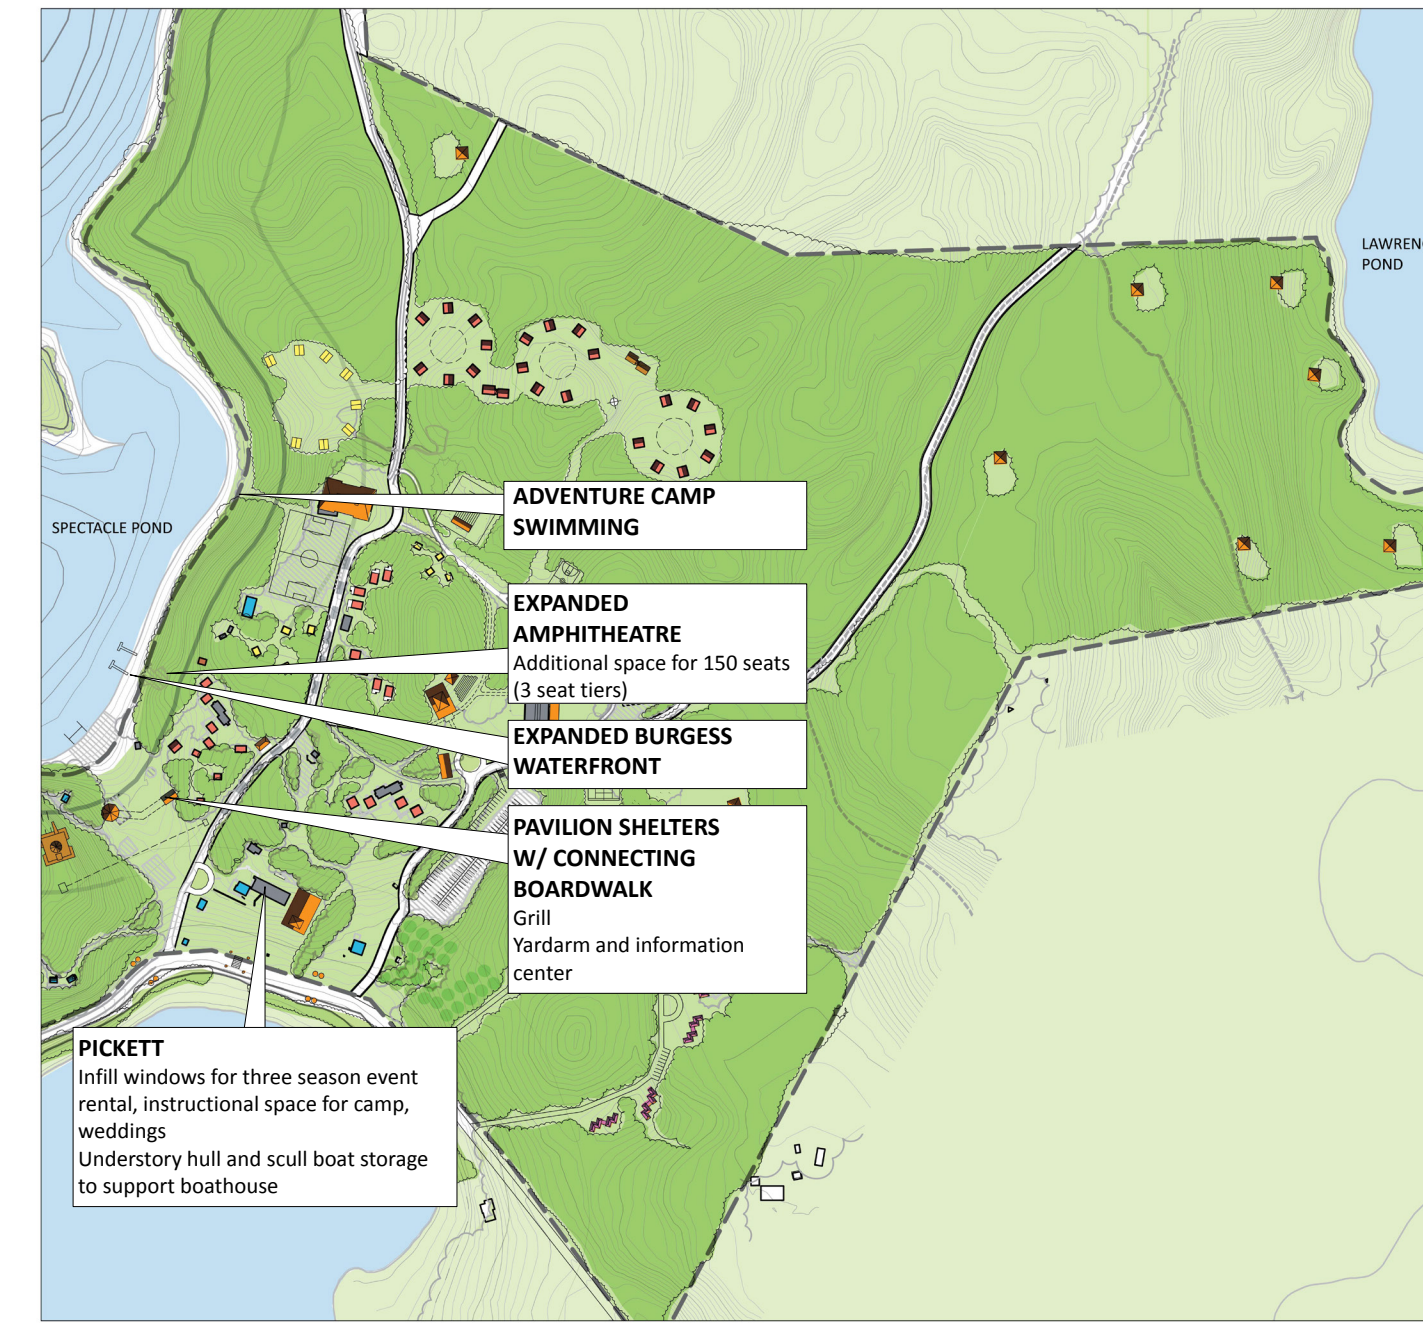 LAWREN
POND
SPECTACLE POND
ADVENTURE CAMP
SWIMMING
EXPANDED
AMPHITHEATRE
Additional space for 150 seats
(3 seat tiers)
EXPANDED BURGESS
WATERFRONT
PAVILION SHELTERS
W/ CONNECTING
BOARDWALK
Grill
Yardarm and information
center
PICKETT
Infill windows for three season event
rental, instructional space for camp,
weddings
Understory hull and scull boat storage
to support boathouse